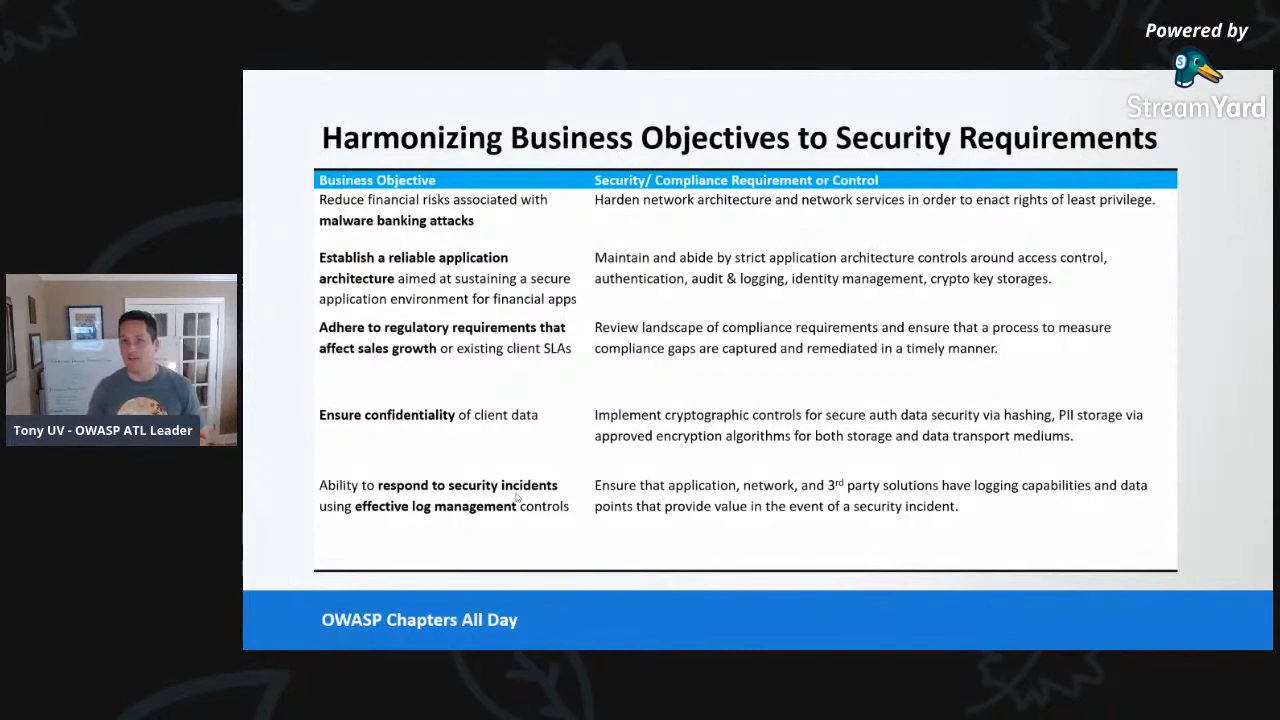 Powered by
StreamYard
Harmonizing Business Objectives to Security Requirements
Business Objective
Security/ Compliance Requirement or Control
Reduce financial risks associated with
malware banking attacks
Harden network architecture and network services in order to enact rights of least privilege.
Establish a reliable application
architecture aimed at sustaining a secure
application environment for financial apps
Maintain and abide by strict application architecture controls around access control,
authentication, audit & logging, identity management, crypto key storages.
Adhere to regulatory requirements that
affect sales growth or existing client SLAs
Review landscape of compliance requirements and ensure that a process to measure
compliance gaps are captured and remediated in a timely manner.
Ensure confidentiality of client data
Implement cryptographic controls for secure auth data security via hashing, PII storage via
approved encryption algorithms for both storage and data transport mediums.
Ability to respond to security incidents
using effective log management controls
Ensure that application, network, and 3rd party solutions have logging capabilities and data
points that provide value in the event of a security incident.
Tony UV - OWASP ATL Leader
OWASP Chapters All Day